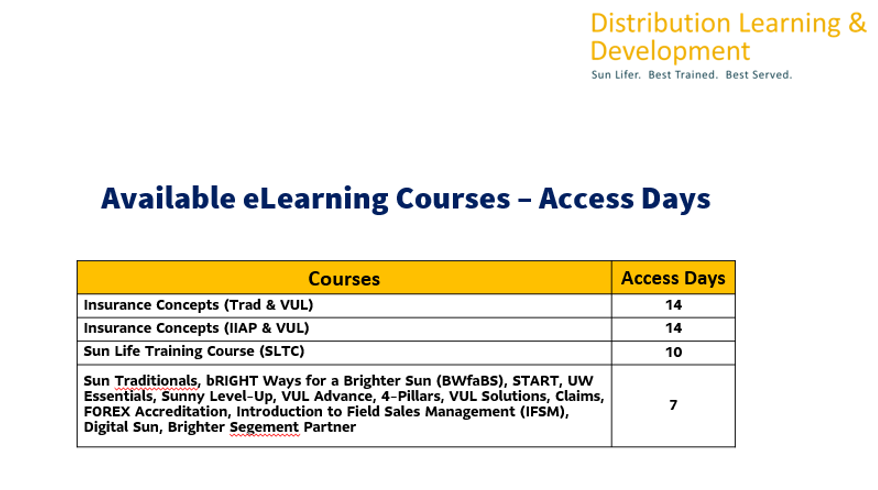 Distribution Learning &
Development
Sun Lifer. Best Trained. Best Served.
Available eLearning Courses – Access Days
Courses Access Days
Insurance Concepts (Trad & VUL) 14
Insurance Concepts (IIAP & VUL) 14
Sun Life Training Course (SLTC) 10
Sun Traditionals, bRIGHT Ways for a Brighter Sun (BWfaBS), START, UW
Essentials, Sunny Level-Up, VUL Advance, 4-Pillars, VUL Solutions, Claims,
FOREX Accreditation, Introduction to Field Sales Management (IFSM),
Digital Sun, Brighter Segement Partner
7